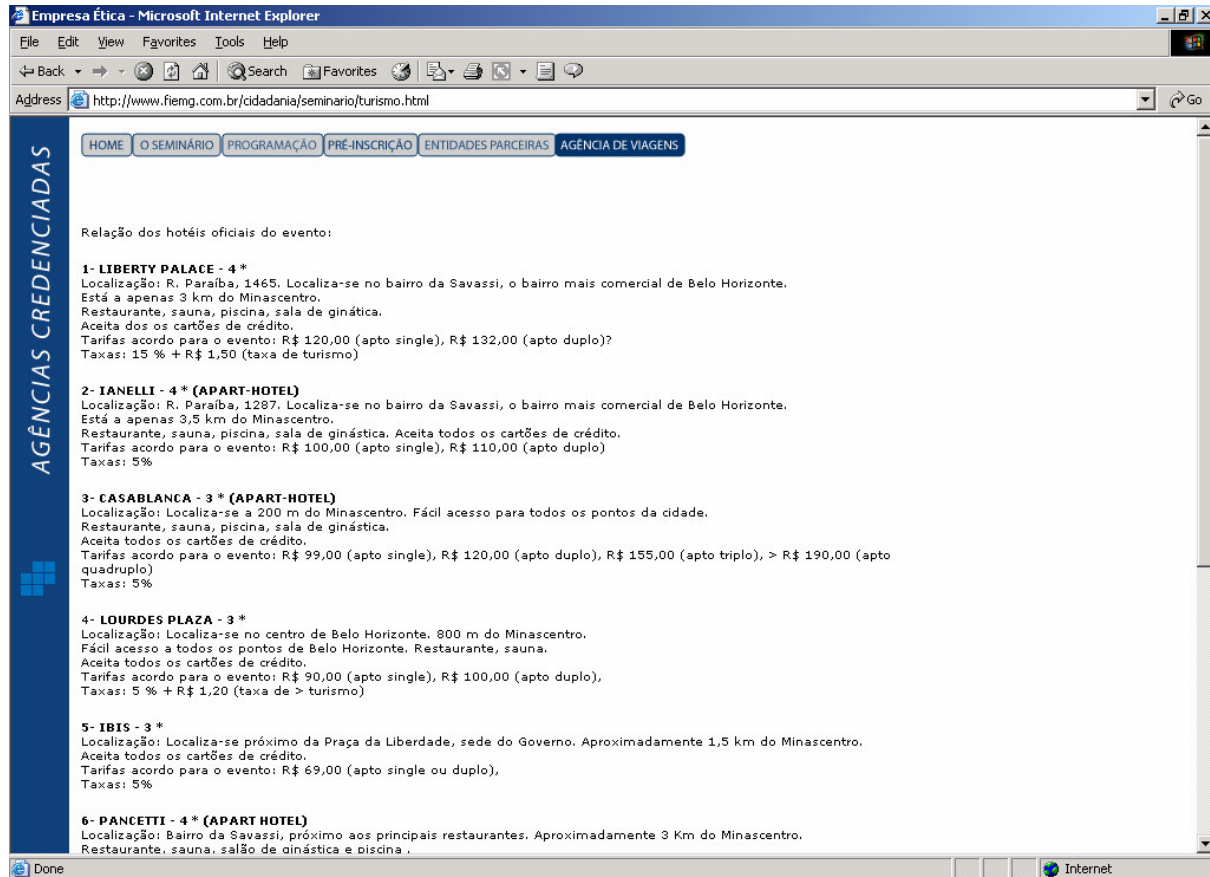 Empresa Ética - Microsoft Internet Explorer
File Edit View Favorites Tools Help
Back Search Favorites
Address http://www.fiemg.com.br/cidadania/seminario/turismo.html Go
HOME O SEMINÁRIO PROGRAMAÇÃO PRÉ-INSCRIÇÃO ENTIDADES PARCEIRAS AGÊNCIA DE VIAGENS
AGÊNCIAS CREDENCIADAS
Relação dos hotéis oficiais do evento:
1- LIBERTY PALACE - 4 *
Localização: R. Paraíba, 1465. Localiza-se no bairro da Savassi, o bairro mais comercial de Belo Horizonte.
Está a apenas 3 km do Minascentro.
Restaurante, sauna, piscina, sala de ginática.
Aceita dos os cartões de crédito.
Tarifas acordo para o evento: R$ 120,00 (apto single), R$ 132,00 (apto duplo)?
Taxas: 15 % + R$ 1,50 (taxa de turismo)
2- IANELLI - 4 * (APART-HOTEL)
Localização: R. Paraíba, 1287. Localiza-se no bairro da Savassi, o bairro mais comercial de Belo Horizonte.
Está a apenas 3,5 km do Minascentro.
Restaurante, sauna, piscina, sala de ginástica. Aceita todos os cartões de crédito.
Tarifas acordo para o evento: R$ 100,00 (apto single), R$ 110,00 (apto duplo)
Taxas: 5%
3- CASABLANCA - 3 * (APART-HOTEL)
Localização: Localiza-se a 200 m do Minascentro. Fácil acesso para todos os pontos da cidade.
Restaurante, sauna, piscina, sala de ginástica.
Aceita todos os cartões de crédito.
Tarifas acordo para o evento: R$ 99,00 (apto single), R$ 120,00 (apto duplo), R$ 155,00 (apto triplo), > R$ 190,00 (apto
quadruplo)
Taxas: 5%
4- LOURDES PLAZA - 3 *
Localização: Localiza-se no centro de Belo Horizonte. 800 m do Minascentro.
Fácil acesso a todos os pontos de Belo Horizonte. Restaurante, sauna.
Aceita todos os cartões de crédito.
Tarifas acordo para o evento: R$ 90,00 (apto single), R$ 100,00 (apto duplo),
Taxas: 5 % + R$ 1,20 (taxa de > turismo)
5- IBIS - 3 *
Localização: Localiza-se próximo da Praça da Liberdade, sede do Governo. Aproximadamente 1,5 km do Minascentro.
Aceita todos os cartões de crédito.
Tarifas acordo para o evento: R$ 69,00 (apto single ou duplo),
Taxas: 5%
6- PANCETTI - 4 * (APART HOTEL)
Localização: Bairro da Savassi, próximo aos principais restaurantes. Aproximadamente 3 Km do Minascentro.
Restaurante, sauna, salão de ginástica e piscina .
Done Internet